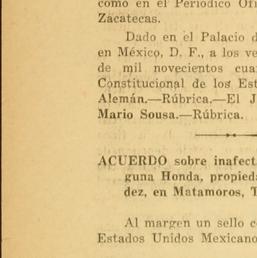 como en el Periódico Ofi
Zacatecas.
Dado en el Palacio d
en México, D. F., a los ve
de mil novecientos cua
Constitucional de los Est
Alemán.—Rúbrica.—El J
Mario Sousa.—Rúbrica.
ACUERDO sobre inafect
guna Honda, propieda
dez, en Matamoros, T
Al margen un sello c
Estados Unidos Mexicano